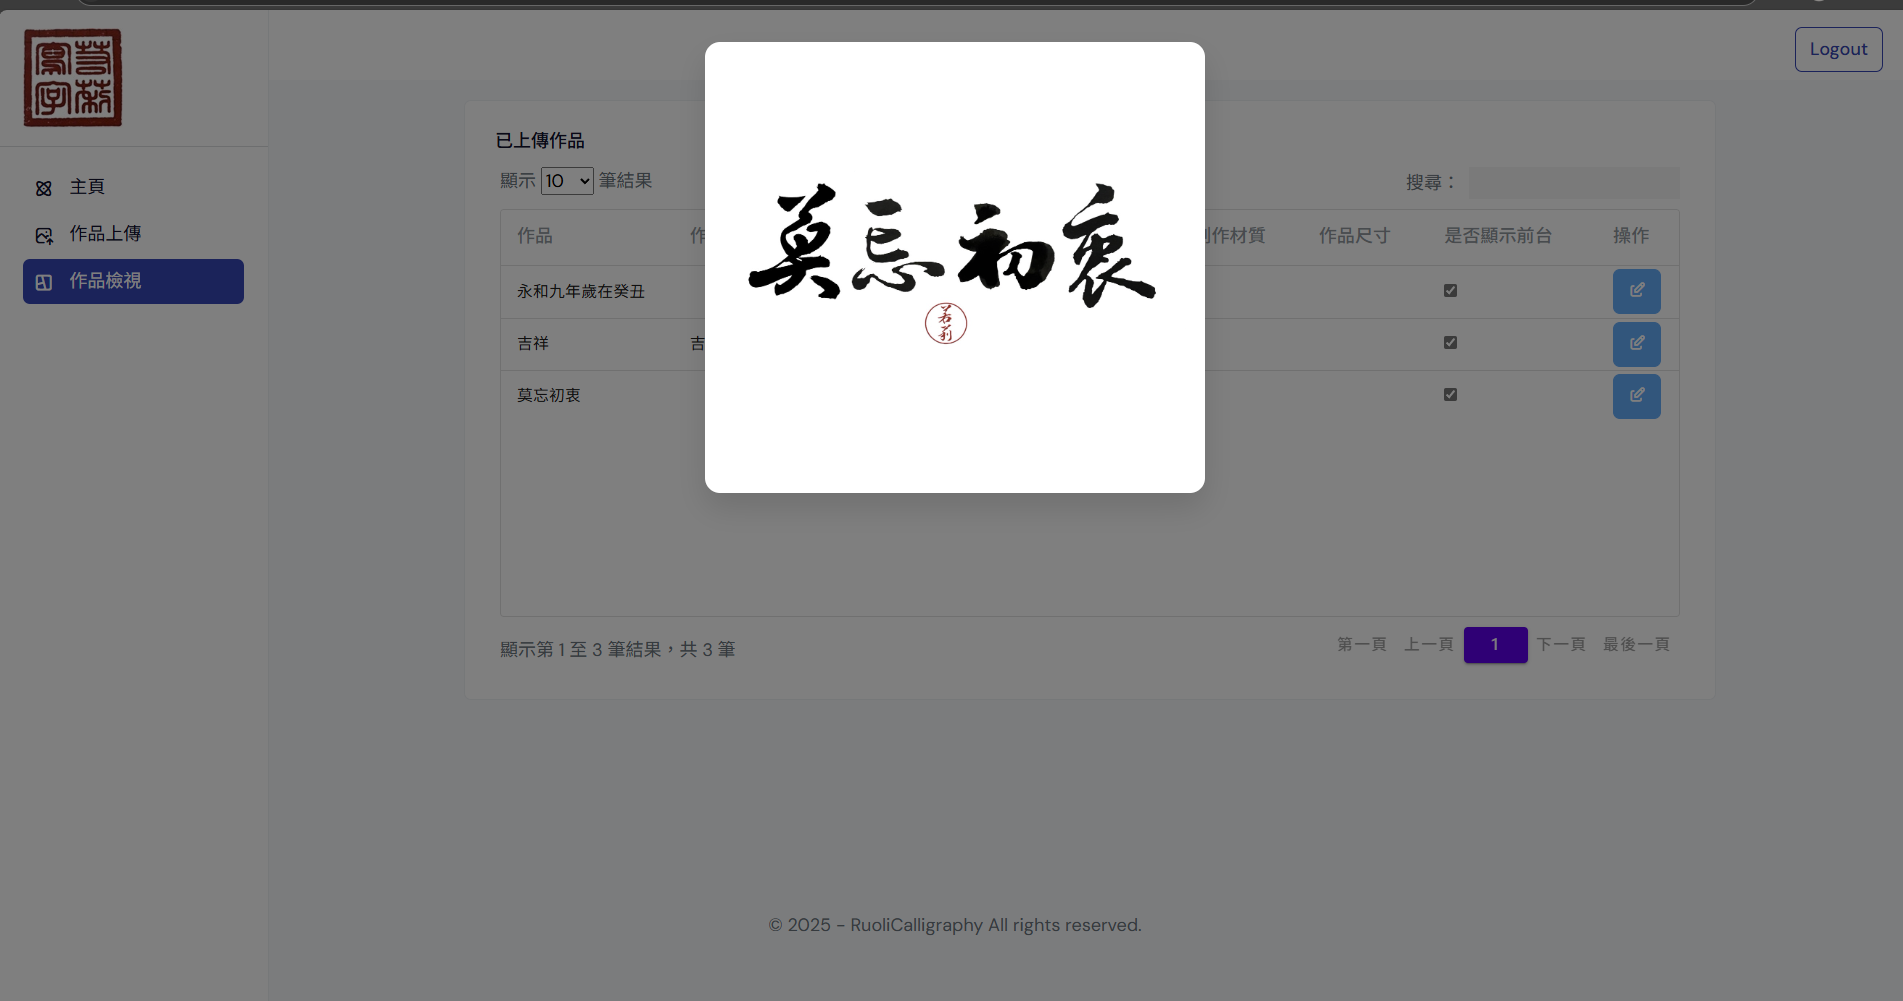 Logout
主頁
作品上傳
作品檢視
已上傳作品
顯示 10 筆結果
搜尋：
作品 作 制作材質 作品尺寸 是否顯示前台 操作
永和九年歲在癸丑
吉祥 吉
莫忘初衷
莫忘初衷
若莉
顯示第 1 至 3 筆結果，共 3 筆
第一頁 上一頁 1 下一頁 最後一頁
© 2025 - RuoliCalligraphy All rights reserved.